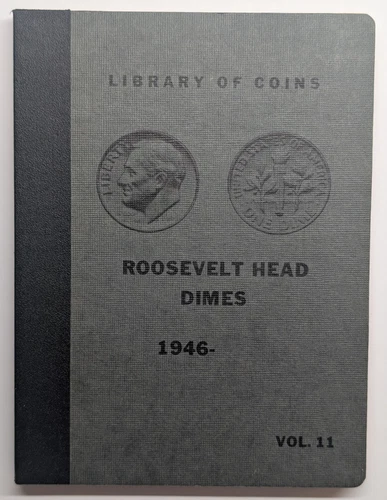 LIBRARY OF COINS
LIBERTY
UNITED STATES OF AMERICA
ONE DIME
ROOSEVELT HEAD
DIMES
1946-
VOL. 11